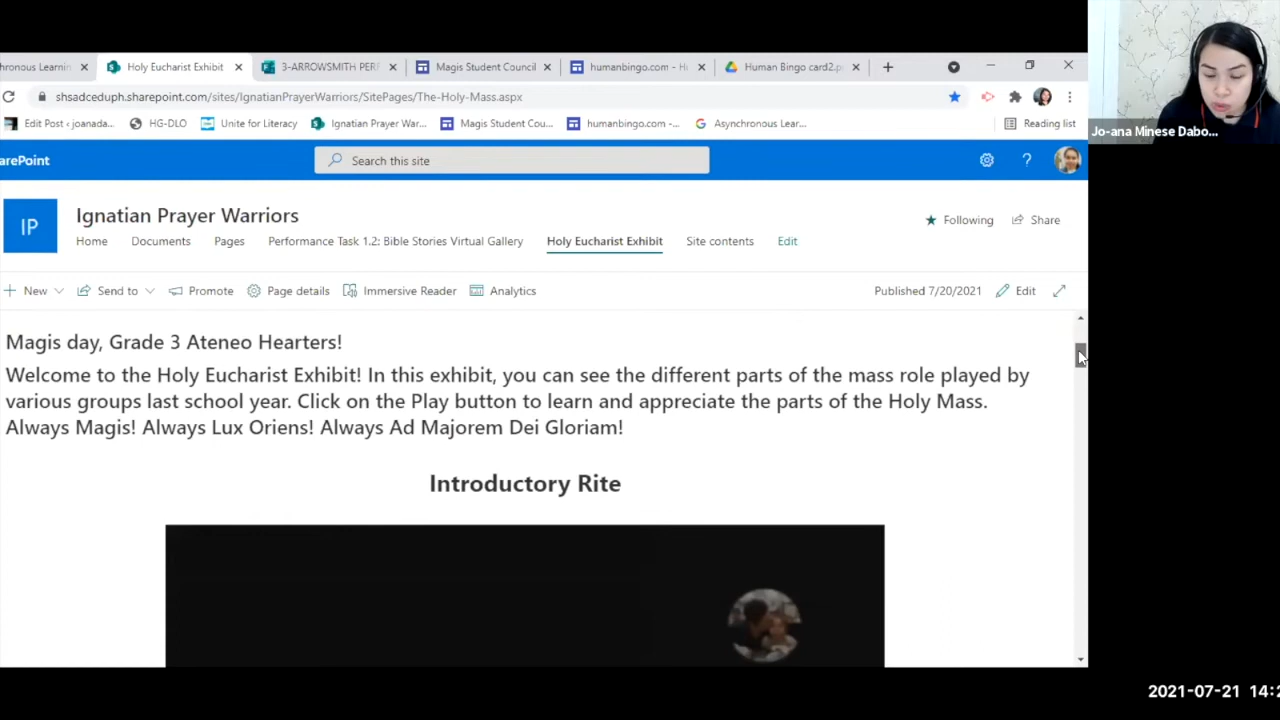 hronous Learnin
Holy Eucharist Exhibit
3-ARROWSMITH PER
Magis Student Council
humanbingo.com - H
Human Bingo card2.p
shsadceduph.sharepoint.com/sites/IgnatianPrayerWarriors/SitePages/The-Holy-Mass.aspx
Edit Post ‹ joanada...
HG-DLO
Unite for Literacy
Ignatian Prayer War...
Magis Student Cou...
humanbingo.com -...
Asynchronous Lear...
Reading list
arePoint
Search this site
?
IP
Ignatian Prayer Warriors
Following
Share
Home
Documents
Pages
Performance Task 1.2: Bible Stories Virtual Gallery
Holy Eucharist Exhibit
Site contents
Edit
New
Send to
Promote
Page details
Immersive Reader
Analytics
Published 7/20/2021
Edit
Magis day, Grade 3 Ateneo Hearters!
Welcome to the Holy Eucharist Exhibit! In this exhibit, you can see the different parts of the mass role played by
various groups last school year. Click on the Play button to learn and appreciate the parts of the Holy Mass.
Always Magis! Always Lux Oriens! Always Ad Majorem Dei Gloriam!
Introductory Rite
Jo-ana Minese Dabo...
2021-07-21 14:2